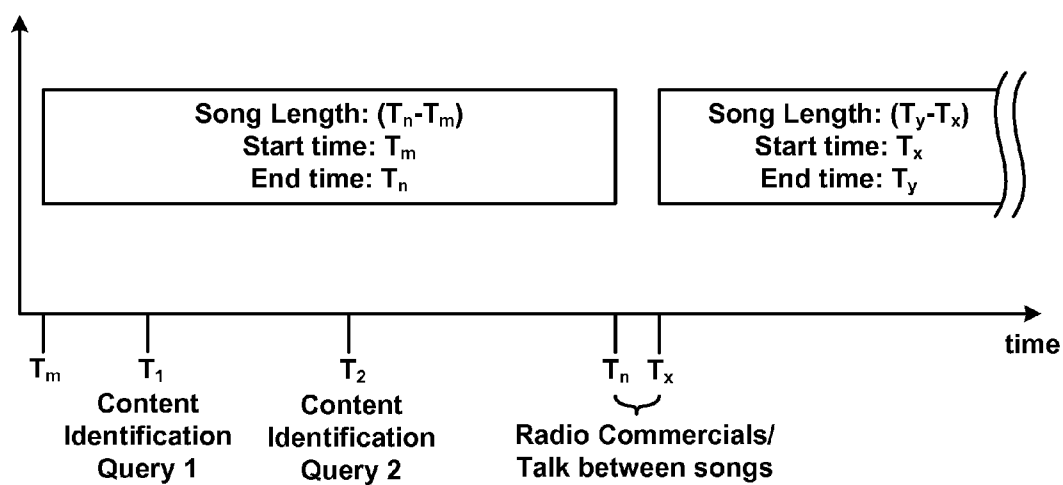 Song Length: (Tn-Tm)
Start time: Tm
End time: Tn
Song Length: (Ty-Tx)
Start time: Tx
End time: Ty
time
Tm
T1
T2
Tn
Tx
Content
Identification
Query 1
Content
Identification
Query 2
Radio Commercials/
Talk between songs